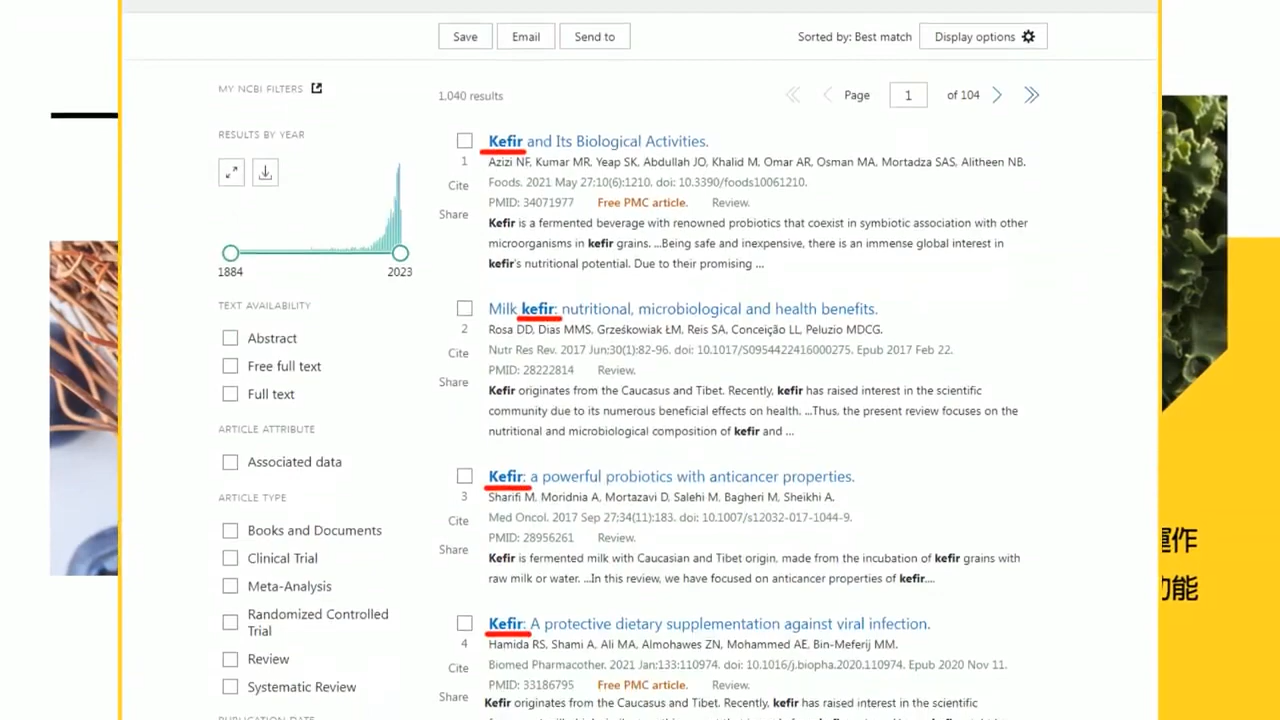 Save
Email
Send to
Sorted by: Best match
Display options
MY NCBI FILTERS
1,040 results
Page
1
of 104
RESULTS BY YEAR
1884
2023
TEXT AVAILABILITY
Abstract
Free full text
Full text
ARTICLE ATTRIBUTE
Associated data
ARTICLE TYPE
Books and Documents
Clinical Trial
Meta-Analysis
Randomized Controlled
Trial
Review
Systematic Review
PUBLICATION DATE
Kefir and Its Biological Activities.
1
Azizi NF, Kumar MR, Yeap SK, Abdullah JO, Khalid M, Omar AR, Osman MA, Mortadza SAS, Alitheen NB.
Cite
Foods. 2021 May 27;10(6):1210. doi: 10.3390/foods10061210.
PMID: 34071977 Free PMC article. Review.
Share
Kefir is a fermented beverage with renowned probiotics that coexist in symbiotic association with other
microorganisms in kefir grains. ...Being safe and inexpensive, there is an immense global interest in
kefir's nutritional potential. Due to their promising ...
Milk kefir: nutritional, microbiological and health benefits.
2
Rosa DD, Dias MMS, Grześkowiak ŁM, Reis SA, Conceição LL, Peluzio MDCG.
Cite
Nutr Res Rev. 2017 Jun;30(1):82-96. doi: 10.1017/S0954422416000275. Epub 2017 Feb 22.
PMID: 28222814 Review.
Share
Kefir originates from the Caucasus and Tibet. Recently, kefir has raised interest in the scientific
community due to its numerous beneficial effects on health. ...Thus, the present review focuses on the
nutritional and microbiological composition of kefir and ...
Kefir: a powerful probiotics with anticancer properties.
3
Sharifi M, Moridnia A, Mortazavi D, Salehi M, Bagheri M, Sheikhi A.
Cite
Med Oncol. 2017 Sep 27;34(11):183. doi: 10.1007/s12032-017-1044-9.
PMID: 28956261 Review.
Share
Kefir is fermented milk with Caucasian and Tibet origin, made from the incubation of kefir grains with
raw milk or water. ...In this review, we have focused on anticancer properties of kefir....
Kefir: A protective dietary supplementation against viral infection.
4
Hamida RS, Shami A, Ali MA, Almohawes ZN, Mohammed AE, Bin-Meferij MM.
Cite
Biomed Pharmacother. 2021 Jan;133:110974. doi: 10.1016/j.biopha.2020.110974. Epub 2020 Nov 11.
PMID: 33186795 Free PMC article. Review.
Share
Kefir originates from the Caucasus and Tibet. Recently, kefir has raised interest in the scientific
作
能